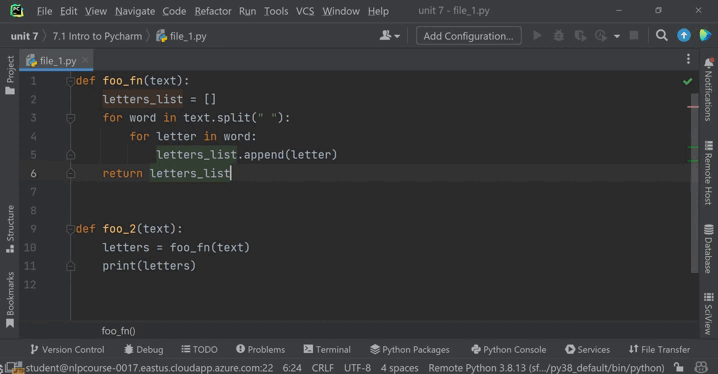 PC File Edit View Navigate Code Refactor Run Tools VCS Window Help unit 7 - file_1.py
unit 7 7.1 Intro to Pycharm file_1.py Add Configuration...
Project
file_1.py
1 def foo_fn(text):
2 letters_list = []
3 for word in text.split(" "):
4 for letter in word:
5 letters_list.append(letter)
6 return letters_list
7
8
9 def foo_2(text):
10 letters = foo_fn(text)
11 print(letters)
12
Structure
Bookmarks
Notifications
Remote Host
Database
SciView
foo_fn()
Version Control Debug TODO Problems Terminal Python Packages Python Console Services File Transfer
student@nlpcourse-0017.eastus.cloudapp.azure.com:22 6:24 CRLF UTF-8 4 spaces Remote Python 3.8.13 (sf.../py38_default/bin/python)